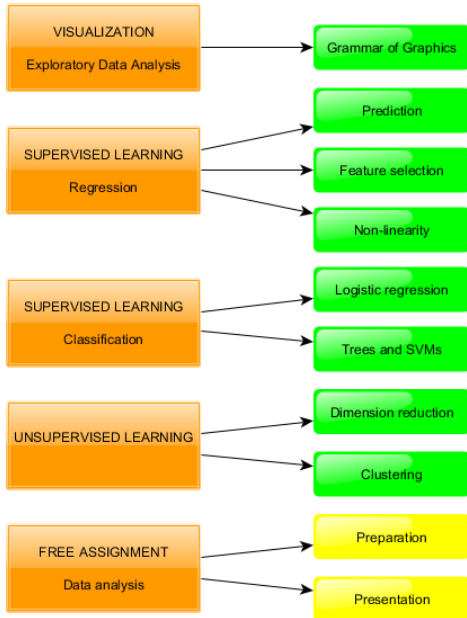 VISUALIZATION
Exploratory Data Analysis
Grammar of Graphics
SUPERVISED LEARNING
Regression
Prediction
Feature selection
Non-linearity
SUPERVISED LEARNING
Classification
Logistic regression
Trees and SVMs
UNSUPERVISED LEARNING
Dimension reduction
Clustering
FREE ASSIGNMENT
Data analysis
Preparation
Presentation